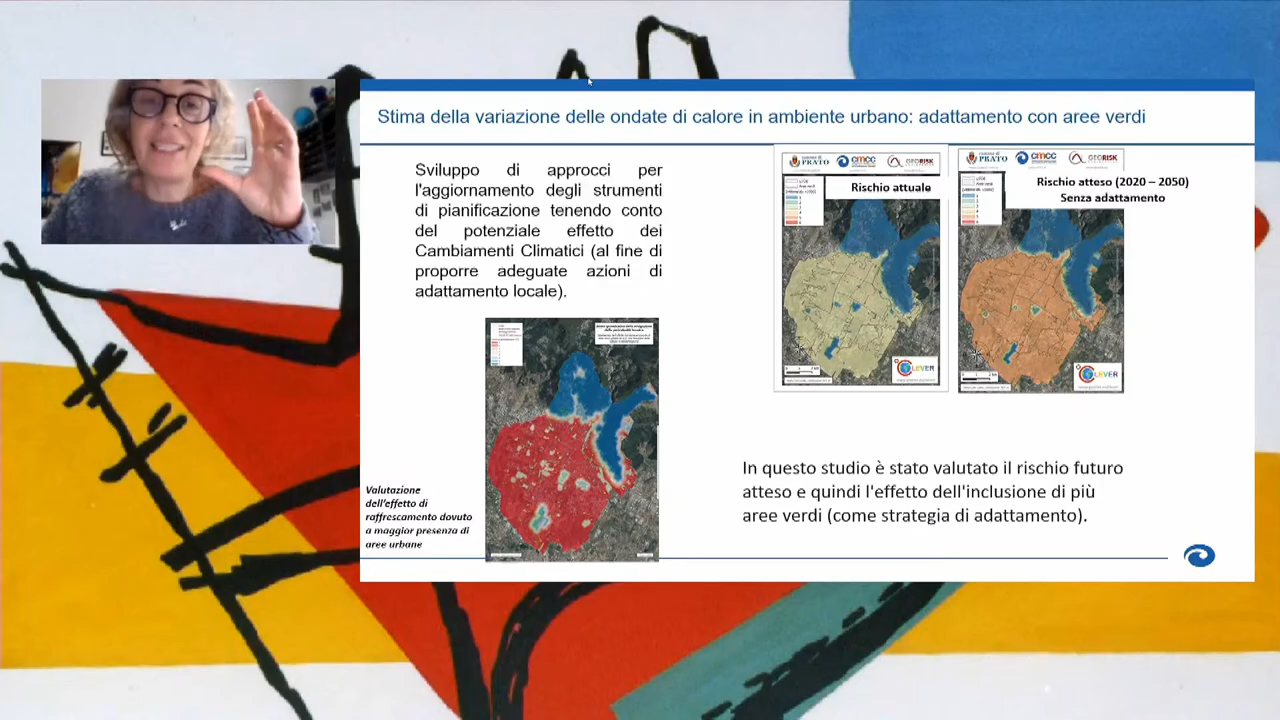 Stima della variazione delle ondate di calore in ambiente urbano: adattamento con aree verdi
Sviluppo di approcci per
l'aggiornamento degli strumenti
di pianificazione tenendo conto
del potenziale effetto dei
Cambiamenti Climatici (al fine di
proporre adeguate azioni di
adattamento locale).
Valutazione
dell'effetto di
raffrescamento dovuto
a maggior presenza di
aree urbane
PRATO
cmcc
GEORISK
Rischio attuale
CLEVER
PRATO
cmcc
GEORISK
Rischio atteso (2020 – 2050)
Senza adattamento
CLEVER
In questo studio è stato valutato il rischio futuro
atteso e quindi l'effetto dell'inclusione di più
aree verdi (come strategia di adattamento).